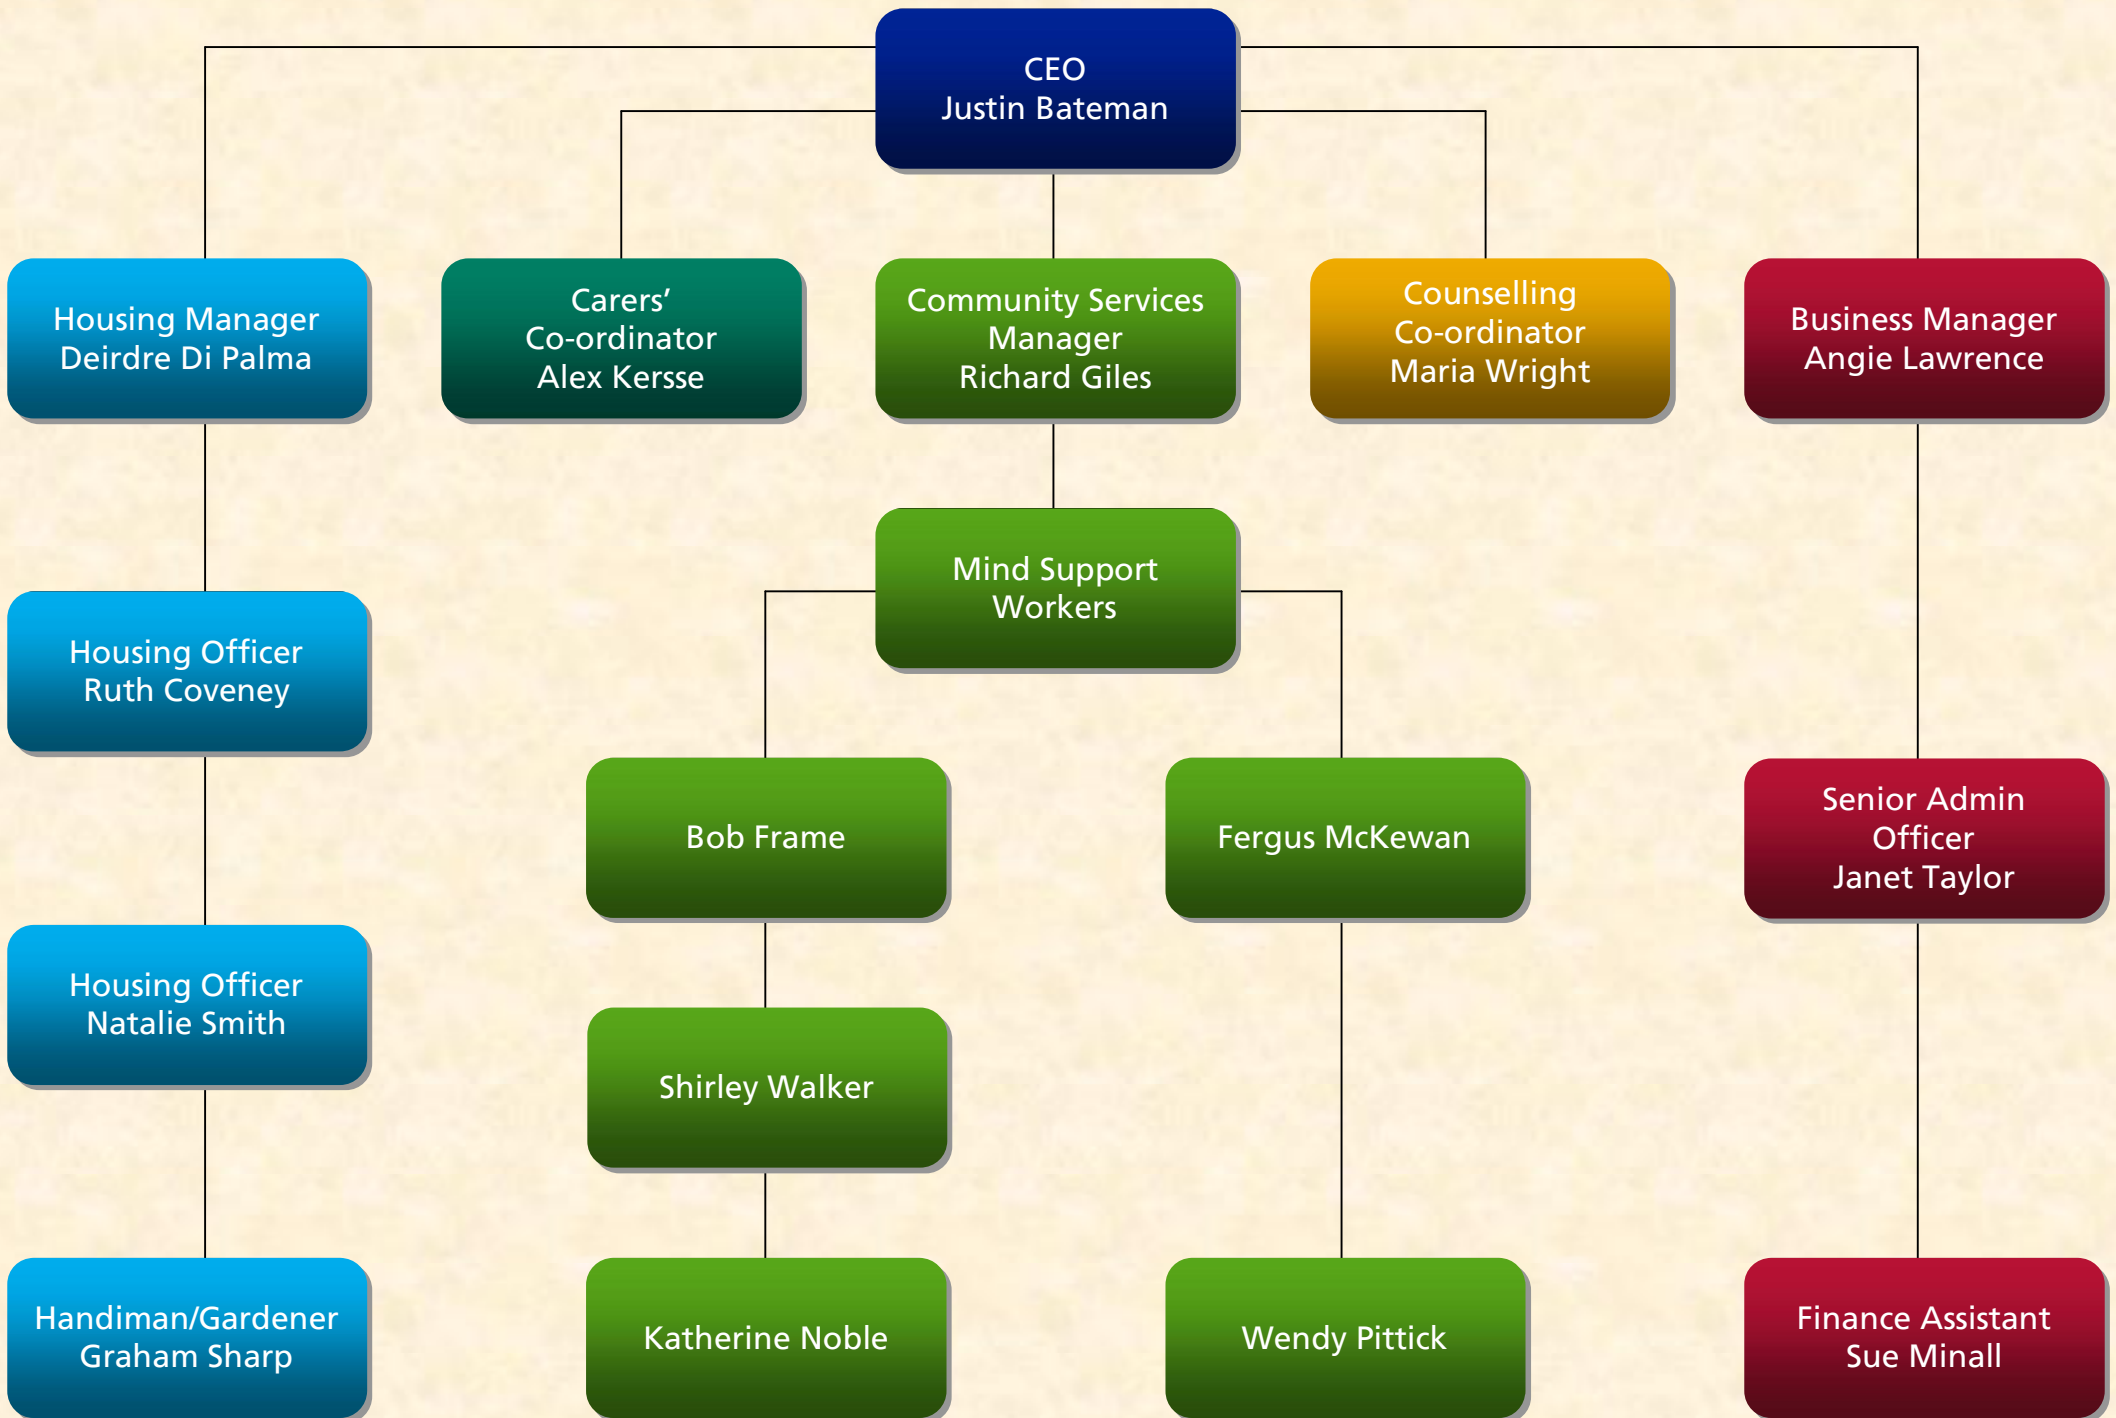 CEO
Justin Bateman
Housing Manager
Deirdre Di Palma
Carers’
Co-ordinator
Alex Kersse
Community Services
Manager
Richard Giles
Counselling
Co-ordinator
Maria Wright
Business Manager
Angie Lawrence
Mind Support
Workers
Housing Officer
Ruth Coveney
Bob Frame
Fergus McKewan
Senior Admin
Officer
Janet Taylor
Housing Officer
Natalie Smith
Shirley Walker
Handiman/Gardener
Graham Sharp
Katherine Noble
Wendy Pittick
Finance Assistant
Sue Minall